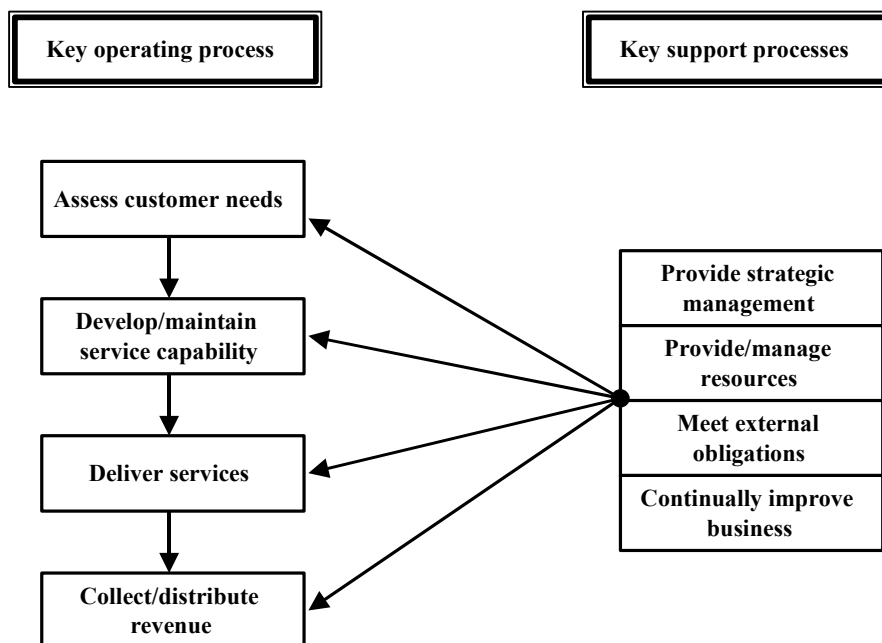 Key operating process
Key support processes
Assess customer needs
Develop/maintain
service capability
Deliver services
Collect/distribute
revenue
Provide strategic
management
Provide/manage
resources
Meet external
obligations
Continually improve
business